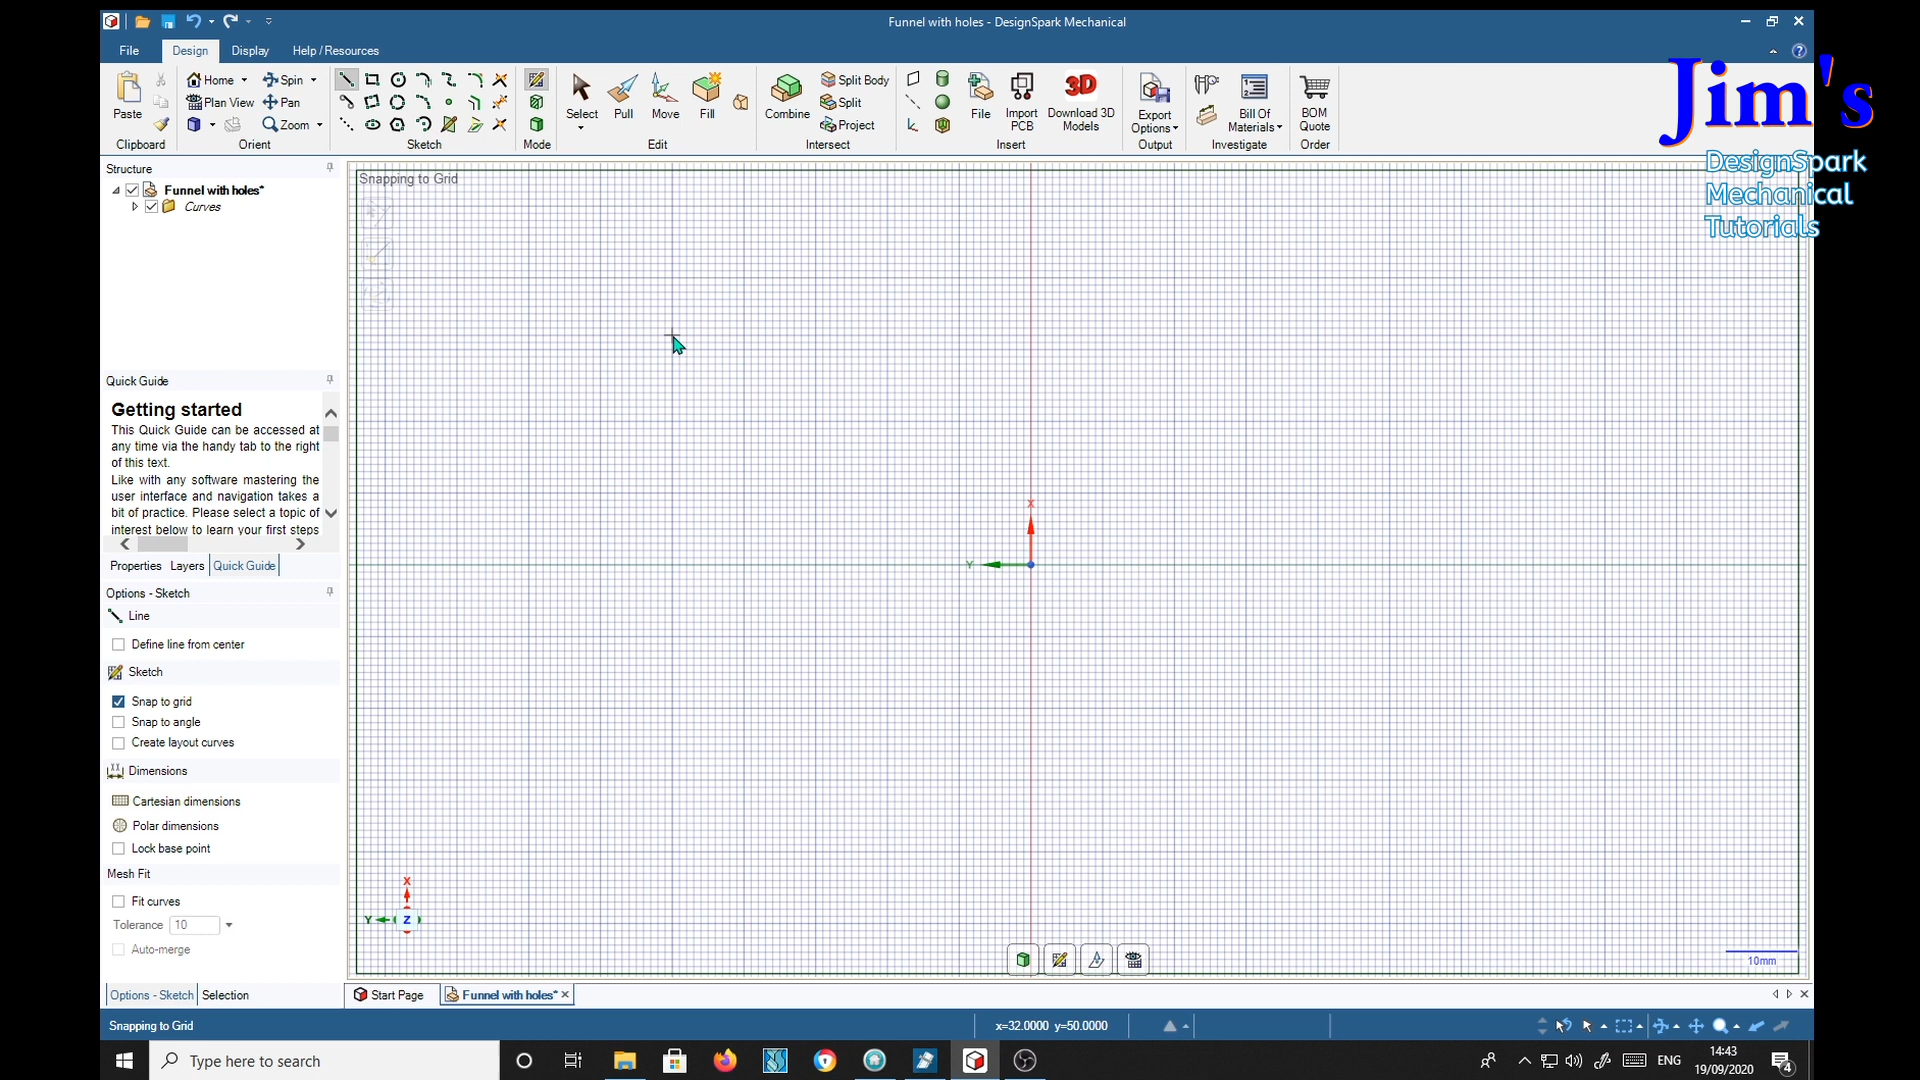 Funnel with holes - DesignSpark Mechanical
File
Design
Display
Help / Resources
Paste
Clipboard
Home
Spin
Plan View
Pan
Zoom
Orient
Sketch
Mode
Select
Pull
Move
Fill
Edit
Combine
Split Body
Split
Project
Intersect
File
Import PCB
Download 3D Models
3D
Insert
Export Options
Output
Bill Of Materials
Investigate
BOM Quote
Order
Jim's
DesignSpark
Mechanical
Tutorials
Structure
Funnel with holes*
Curves
Snapping to Grid
Quick Guide
Getting started
This Quick Guide can be accessed at
any time via the handy tab to the right
of this text.
Like with any software mastering the
user interface and navigation takes a
bit of practice. Please select a topic of
interest below to learn your first steps
Properties
Layers
Quick Guide
Options - Sketch
Line
Define line from center
Sketch
Snap to grid
Snap to angle
Create layout curves
Dimensions
Cartesian dimensions
Polar dimensions
Lock base point
Mesh Fit
Fit curves
Tolerance 10
Auto-merge
X
Y
X
Y
Z
10mm
Options - Sketch
Selection
Start Page
Funnel with holes*
Snapping to Grid
x=32.0000 y=50.0000
Type here to search
ENG
14:43
19/09/2020
4